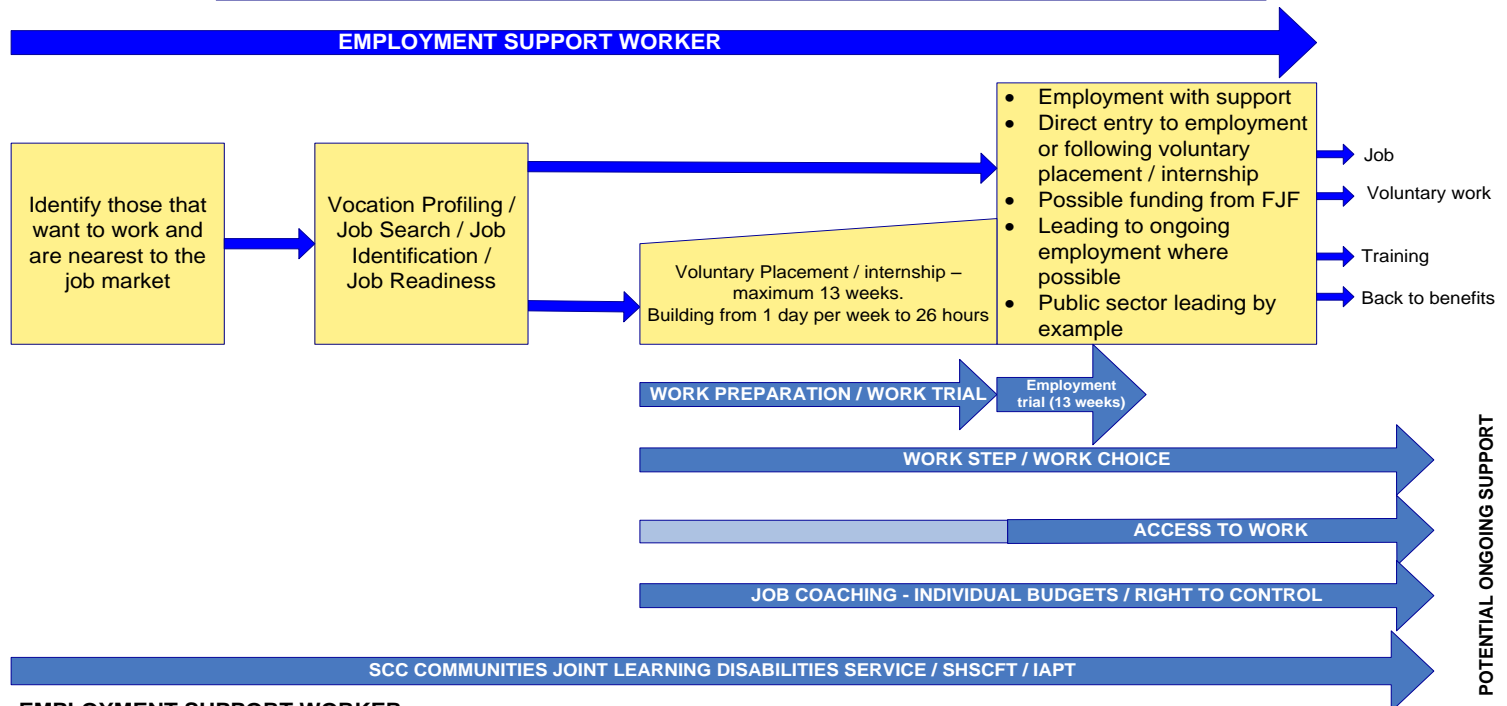 EMPLOYMENT SUPPORT WORKER
Identify those that
want to work and
are nearest to the
job market
Vocation Profiling /
Job Search / Job
Identification /
Job Readiness
Voluntary Placement / internship –
maximum 13 weeks.
Building from 1 day per week to 26 hours
• Employment with support
• Direct entry to employment
or following voluntary
placement / internship
• Possible funding from FJF
• Leading to ongoing
employment where
possible
• Public sector leading by
example
Job
Voluntary work
Training
Back to benefits
WORK PREPARATION / WORK TRIAL
Employment
trial (13 weeks)
WORK STEP / WORK CHOICE
ACCESS TO WORK
JOB COACHING - INDIVIDUAL BUDGETS / RIGHT TO CONTROL
SCC COMMUNITIES JOINT LEARNING DISABILITIES SERVICE / SHSCFT / IAPT
POTENTIAL ONGOING SUPPORT
EMPLOYMENT SUPPORT WORKER